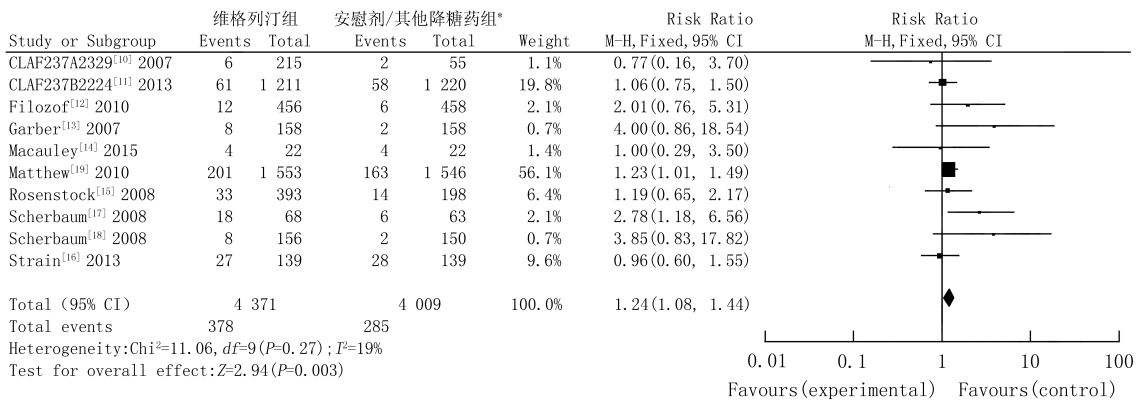 维格列汀组 安慰剂/其他降糖药组* Risk Ratio Risk Ratio
Study or Subgroup Events Total Events Total Weight M-H,Fixed,95% CI M-H,Fixed,95% CI
CLAF237A2329[10] 2007 6 215 2 55 1.1% 0.77(0.16, 3.70)
CLAF237B2224[11] 2013 61 1 211 58 1 220 19.8% 1.06(0.75, 1.50)
Filozof[12] 2010 12 456 6 458 2.1% 2.01(0.76, 5.31)
Garber[13] 2007 8 158 2 158 0.7% 4.00(0.86,18.54)
Macauley[14] 2015 4 22 4 22 1.4% 1.00(0.29, 3.50)
Matthew[19] 2010 201 1 553 163 1 546 56.1% 1.23(1.01, 1.49)
Rosenstock[15] 2008 33 393 14 198 6.4% 1.19(0.65, 2.17)
Scherbaum[17] 2008 18 68 6 63 2.1% 2.78(1.18, 6.56)
Scherbaum[18] 2008 8 156 2 150 0.7% 3.85(0.83,17.82)
Strain[16] 2013 27 139 28 139 9.6% 0.96(0.60, 1.55)
Total (95% CI) 4 371 4 009 100.0% 1.24(1.08, 1.44)
Total events 378 285
Heterogeneity:Chi²=11.06,df=9(P=0.27);I²=19%
Test for overall effect:Z=2.94(P=0.003)
0.01 0.1 1 10 100
Favours(experimental) Favours(control)